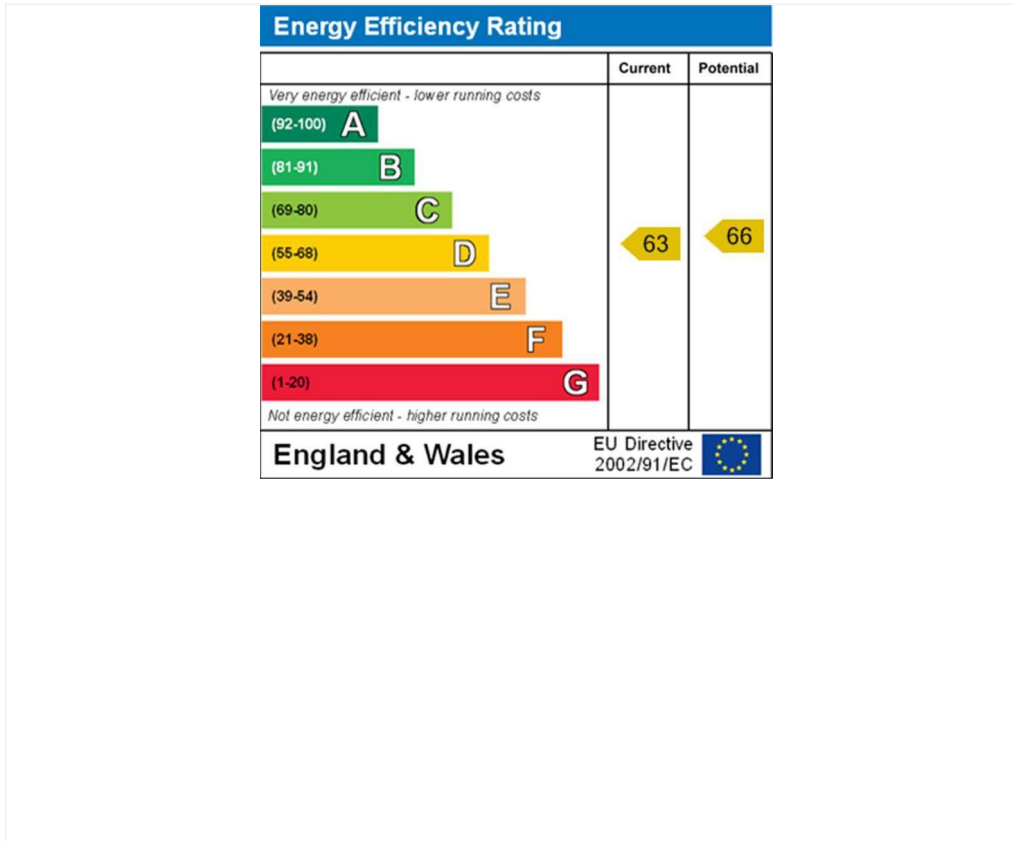 Energy Efficiency Rating
Current Potential
Very energy efficient - lower running costs
(92-100) A
(81-91) B
(69-80) C
(55-68) D
63 66
(39-54) E
(21-38) F
(1-20) G
Not energy efficient - higher running costs
England & Wales
EU Directive
2002/91/EC